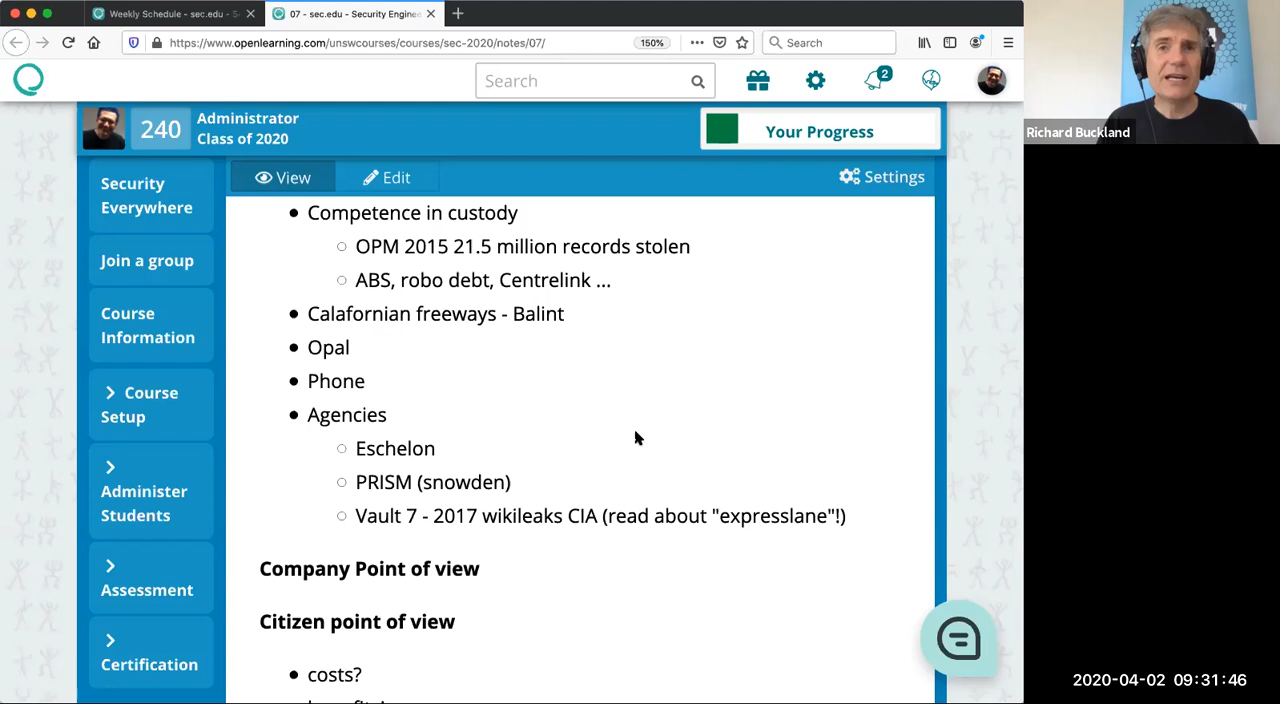 Weekly Schedule - sec.edu - S
07 - sec.edu - Security Enginee
https://www.openlearning.com/unswcourses/courses/sec-2020/notes/07/
150%
Search
Search
2
240
Administrator
Class of 2020
Your Progress
View
Edit
Settings
Security
Everywhere
Join a group
Course
Information
Course
Setup
Administer
Students
Assessment
Certification
Competence in custody
OPM 2015 21.5 million records stolen
ABS, robo debt, Centrelink ...
Calafornian freeways - Balint
Opal
Phone
Agencies
Eschelon
PRISM (snowden)
Vault 7 - 2017 wikileaks CIA (read about "expresslane"!)
Company Point of view
Citizen point of view
costs?
Richard Buckland
2020-04-02 09:31:46